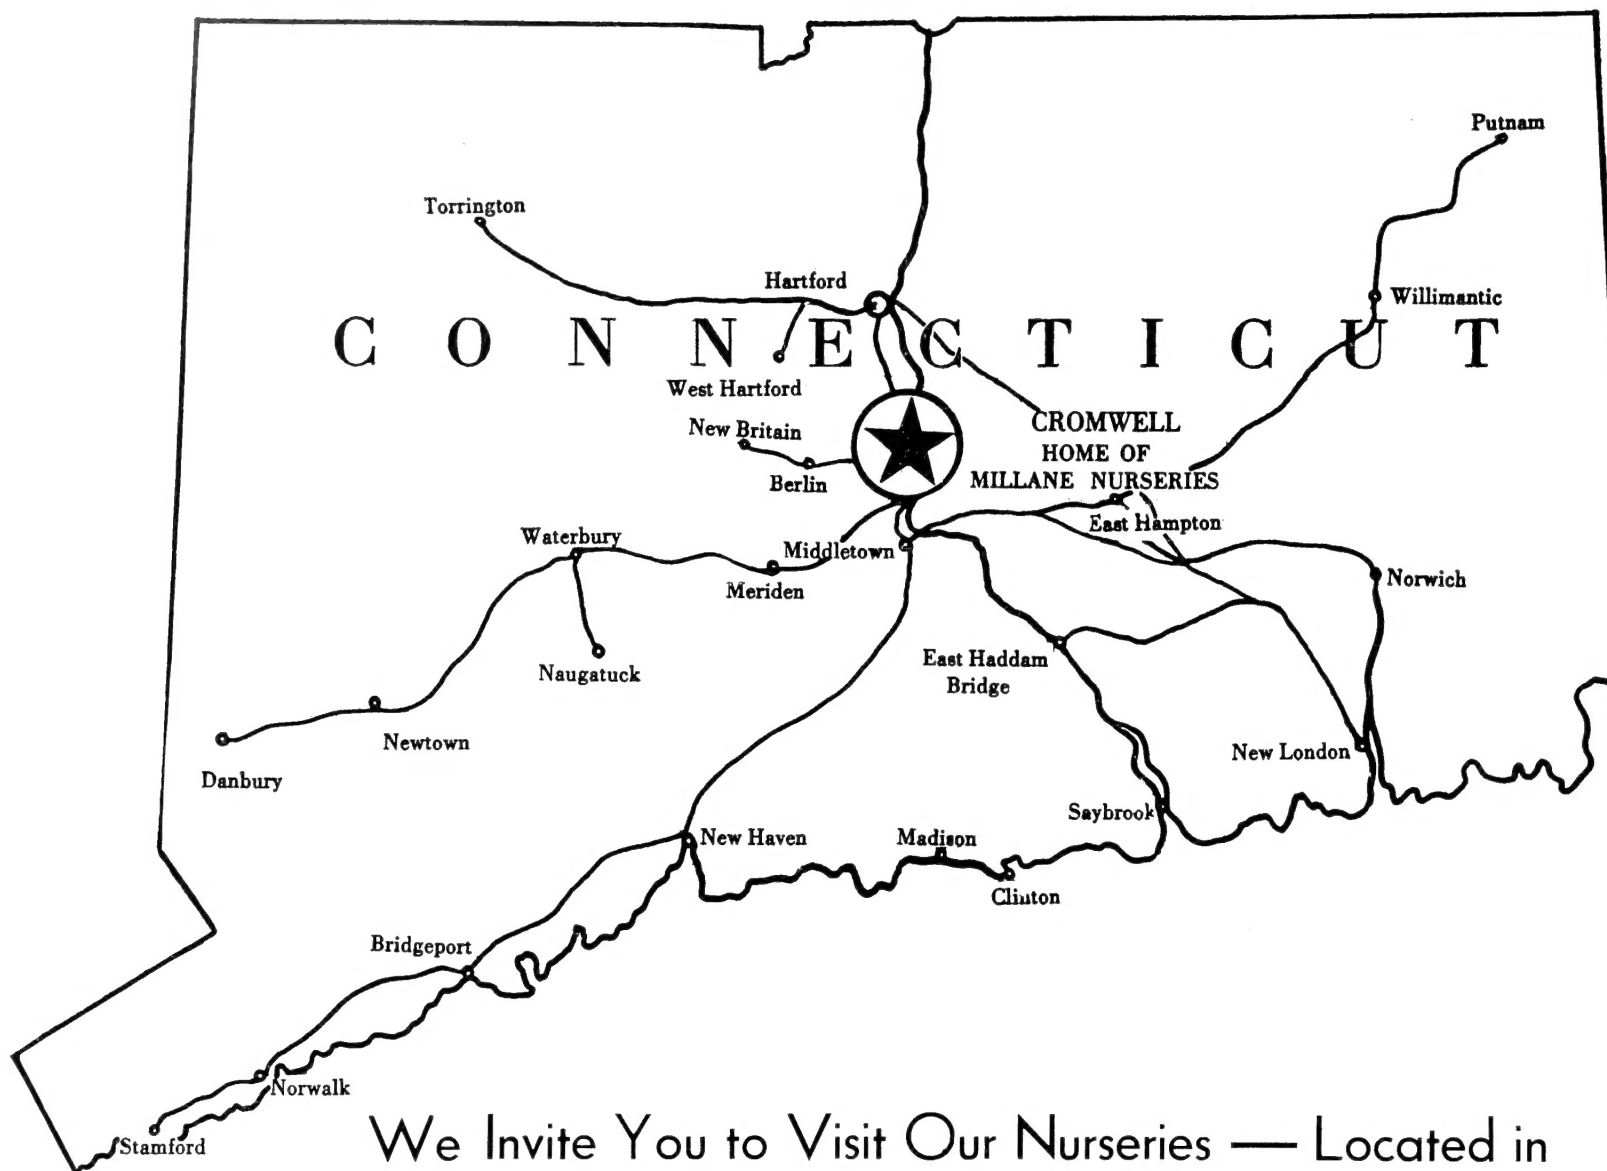 Putnam
Torrington
Hartford
Willimantic
CONNECTICUT
West Hartford
CROMWELL
HOME OF
MILLANE NURSERIES
New Britain
Berlin
East Hampton
Waterbury
Middletown
Meriden
Norwich
Naugatuck
East Haddam
Bridge
Newtown
New London
Danbury
Saybrook
New Haven
Madison
Clinton
Bridgeport
Norwalk
Stamford
We Invite You to Visit Our Nurseries — Located in